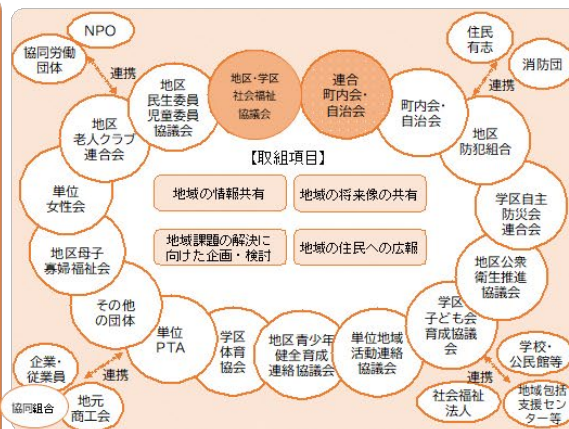 NPO
協同労働
団体
連携
地区
民生委員
児童委員
協議会
地区・学区
社会福祉
協議会
連合
町内会・
自治会
町内会・
自治会
住民
有志
消防団
連携
地区
老人クラブ
連合会
地区
防犯組合
単位
女性会
学区自主
防災会
連合会
地区母子
寡婦福祉会
地区公衆
衛生推進
協議会
その他
の団体
単位
PTA
学区
体育
協会
地区青少年
健全育成
連絡協議会
単位地域
活動連絡
協議会
学区
子ども会
育成協議
会
【取組項目】
地域の情報共有
地域の将来像の共有
地域課題の解決に
向けた企画・検討
地域の住民への広報
企業・
従業員
連携
協同組合
地元
商工会
連携
学校・
公民館等
社会福祉
法人
地域包括
支援セン
ター等